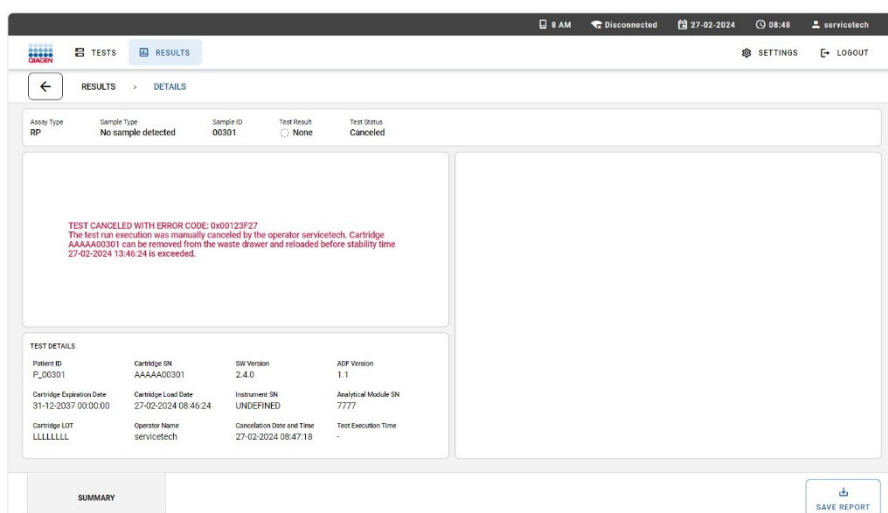 8 AM Disconnected 27-02-2024 08:48 servicetech
QIAGEN TESTS RESULTS SETTINGS LOGOUT
RESULTS > DETAILS
Assay Type Sample Type Sample ID Test Result Test Status
RP No sample detected 00301 None Canceled
TEST CANCELED WITH ERROR CODE: 0x00123F27
The test run execution was manually canceled by the operator servicetech. Cartridge
AAAAA00301 can be removed from the waste drawer and reloaded before stability time
27-02-2024 13:46:24 is exceeded.
TEST DETAILS
Patient ID Cartridge SN SW Version ADF Version
P_00301 AAAAA00301 2.4.0 1.1
Cartridge Expiration Date Cartridge Load Date Instrument SN Analytical Module SN
31-12-2037 00:00:00 27-02-2024 08:46:24 UNDEFINED 7777
Cartridge LOT Operator Name Cancelation Date and Time Test Execution Time
LLLLLLLL servicetech 27-02-2024 08:47:18 -
SUMMARY
SAVE REPORT